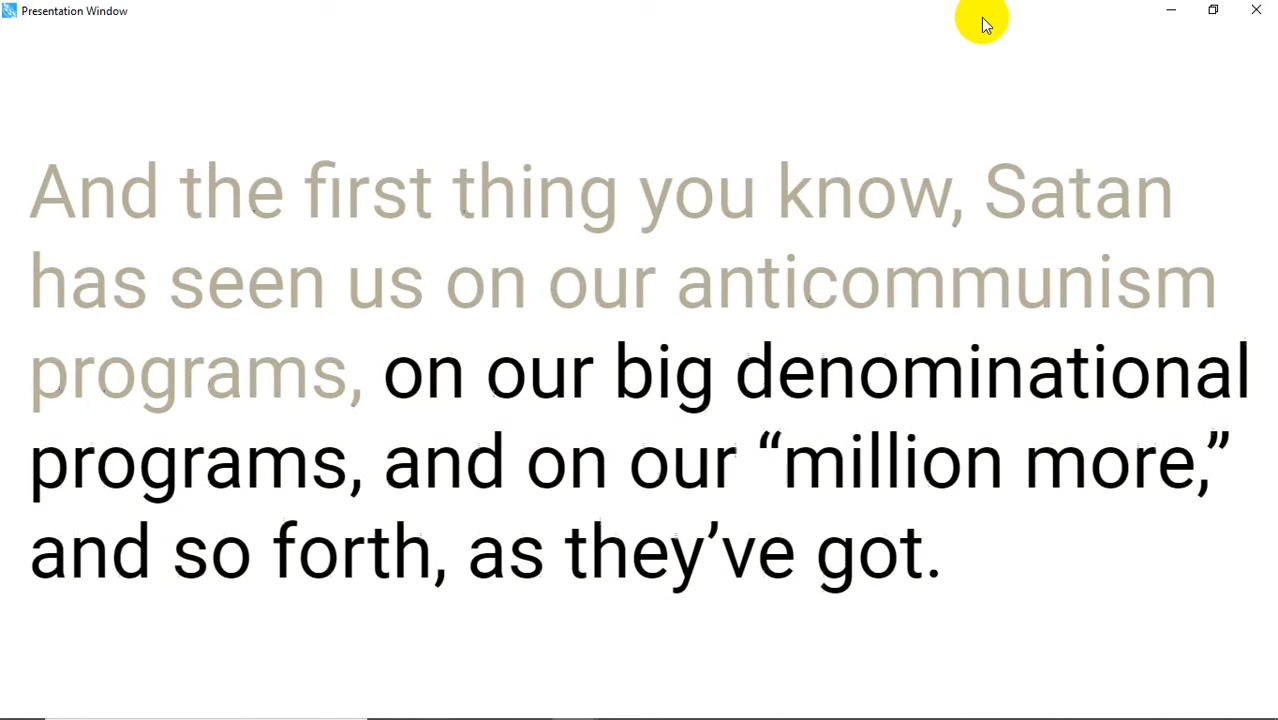 Presentation Window
And the first thing you know, Satan
has seen us on our anticommunism
programs, on our big denominational
programs, and on our “million more,”
and so forth, as they’ve got.